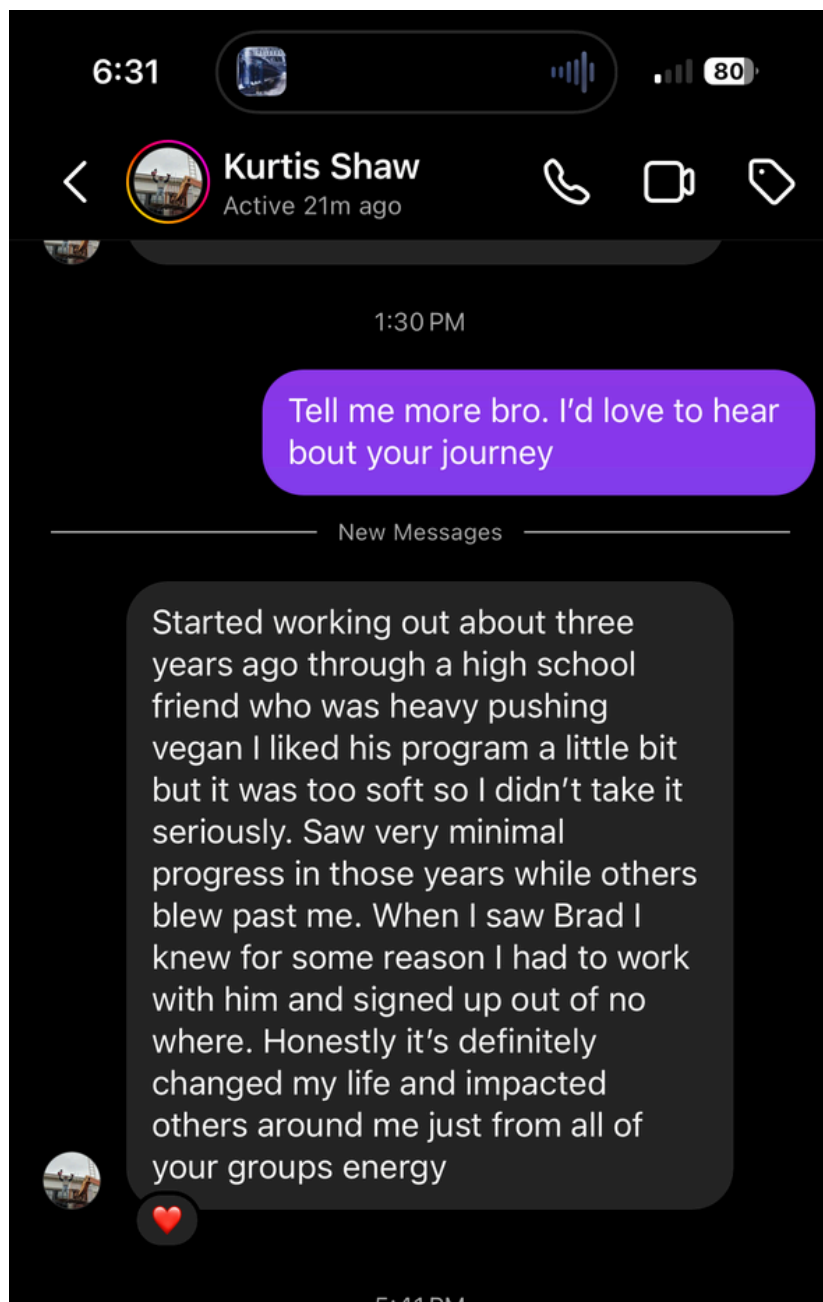 6:31
80
Kurtis Shaw
Active 21m ago
1:30 PM
Tell me more bro. I’d love to hear
bout your journey
New Messages
Started working out about three
years ago through a high school
friend who was heavy pushing
vegan I liked his program a little bit
but it was too soft so I didn’t take it
seriously. Saw very minimal
progress in those years while others
blew past me. When I saw Brad I
knew for some reason I had to work
with him and signed up out of no
where. Honestly it’s definitely
changed my life and impacted
others around me just from all of
your groups energy
5:41 PM